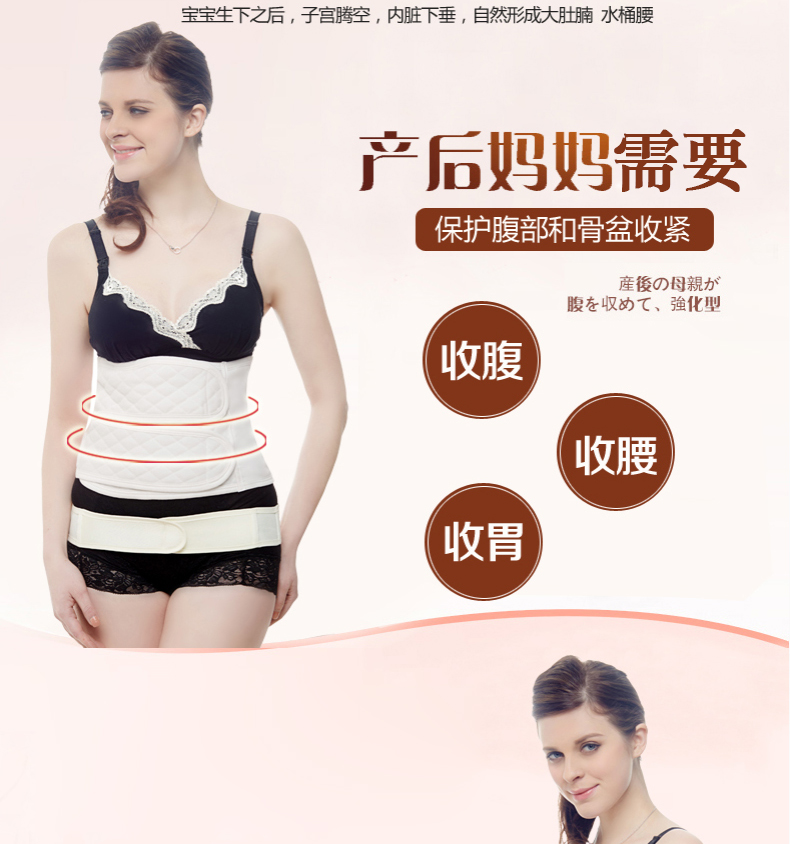 宝宝生下之后，子宫腾空，内脏下垂，自然形成大肚腩 水桶腰
产后妈妈需要
保护腹部和骨盆收紧
産後の母親が
腹を収めて、強化型
收腹
收腰
收胃